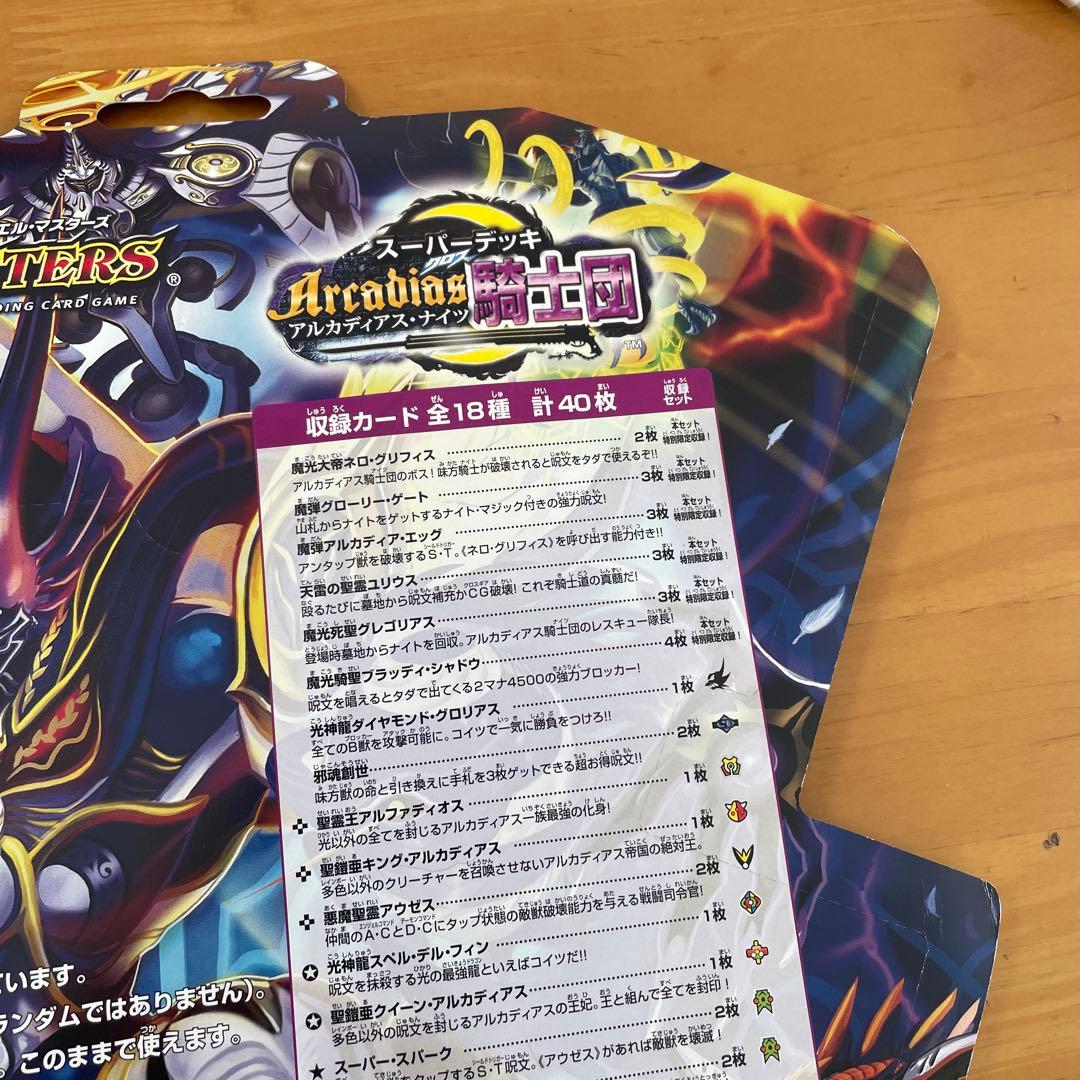 エル・マスターズ
TERS®
DING CARD GAME
スーパーデッキ
クロス
Arcadias騎士団™
アルカディアス・ナイツ
収録カード 全18種 計40枚 収録セット
魔光大帝ネロ・グリフィス 2枚 本セット特別限定収録!
アルカディアス騎士団のボス!味方騎士が破壊されると呪文をタダで使えるぞ!!
魔弾グローリー・ゲート 3枚 本セット特別限定収録!
山札からナイトをゲットするナイト・マジック付きの強力呪文!
魔弾アルカディア・エッグ 3枚 本セット特別限定収録!
アンタップ獣を破壊するS・T。《ネロ・グリフィス》を呼び出す能力付き!!
天雷の聖霊ユリウス 3枚 本セット特別限定収録!
殴るたびに墓地から呪文補充かCG破壊!これぞ騎士道の真髄だ!
魔光死聖グレゴリアス 3枚 本セット特別限定収録!
登場時墓地からナイトを回収。アルカディアス騎士団のレスキュー隊長!
魔光騎聖ブラッディ・シャドウ 4枚 本セット特別限定収録!
呪文を唱えるとタダで出てくる2マナ4500の強力ブロッカー!
光神龍ダイヤモンド・グロリアス 1枚
全てのB獣を攻撃可能に。コイツで一気に勝負をつけろ!!
邪魂創世 2枚
味方獣の命と引き換えに手札を3枚ゲットできる超お得呪文!!
聖霊王アルファディオス 1枚
光以外の全てを封じるアルカディアス一族最強の化身!
聖鎧亜キング・アルカディアス 1枚
多色以外のクリーチャーを召喚させないアルカディアス帝国の絶対王。
悪魔聖霊アウゼス 2枚
仲間のA・CとD・Cにタップ状態の敵獣破壊能力を与える戦闘司令官!
光神龍スペル・デル・フィン 1枚
呪文を抹殺する光の最強龍といえばコイツだ!!
聖鎧亜クイーン・アルカディアス 1枚
多色以外の呪文を封じるアルカディアスの王妃。王と組んで全てを封印!
★ スーパー・スパーク 2枚
をタップするS・T呪文。《アウゼス》があれば敵獣を壊滅!
2枚
ています。
ランダムではありません)。
このままで使えます。